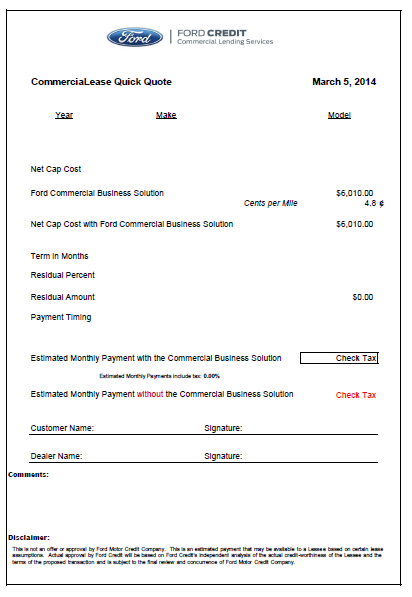 Ford FORD CREDIT
Commercial Lending Services
CommerciaLease Quick Quote March 5, 2014
Year Make Model
Net Cap Cost
Ford Commercial Business Solution $6,010.00
Cents per Mile 4.8 ¢
Net Cap Cost with Ford Commercial Business Solution $6,010.00
Term in Months
Residual Percent
Residual Amount $0.00
Payment Timing
Estimated Monthly Payment with the Commercial Business Solution Check Tax
Estimated Monthly Payments include tax: 0.00%
Estimated Monthly Payment without the Commercial Business Solution Check Tax
Customer Name: Signature:
Dealer Name: Signature:
Comments:
Disclaimer:
This is not an offer or approval by Ford Motor Credit Company. This is an estimated payment that may be available to a Lessee based on certain lease
assumptions. Actual approval by Ford Credit will be based on Ford Credit's independent analysis of the actual credit-worthiness of the Lessee and the
terms of the proposed transaction and is subject to the final review and concurrence of Ford Motor Credit Company.